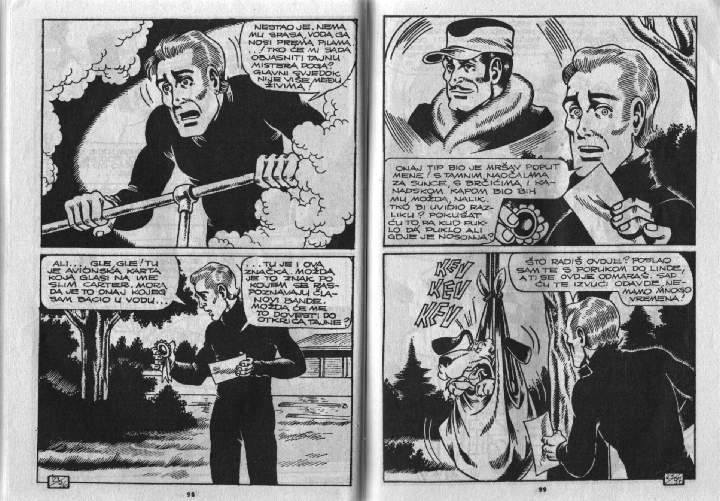 NESTAO JE, NEMA
MU SPASA, VODA GA
NOSI PREMA PILAMA...
...TKO ĆE MI SADA
OBJASNITI TAJNU
MISTERA DOGA?
GLAVNI SVJEDOK
NIJE VIŠE MEĐU
ŽIVIMA!
ALI... GLE, GLE! TU
JE AVIONSKA KARTA
KOJA GLASI NA IME
SLIM CARTER. MORA
DA JE TO ONAJ KOJEG
SAM BACIO U VODU...
...TU JE I OVA
ZNAČKA. MOŽDA
JE TO ZNAK PO
KOJEM SE RAS-
POZNAVAJU ČLA-
NOVI BANDE.
MOŽDA ĆE ME
TO DOVESTI DO
OTKRIĆA TAJNE?
98
ONAJ TIP BIO JE MRŠAV POPUT
MENE! S TAMNIM NAOČALMA
ZA SUNCE, S BRČIĆIMA I KA-
NADSKOM KAPOM BIO BIH
MU MOŽDA NALIK.
TKO BI UVIDIO RAZ-
LIKU? POKUŠAT
ĆU TO PA KUD PUK-
LO DA PUKLO ALI
GDJE JE NOSONJA?
ŠTO RADIŠ OVDJE? POSLAO
SAM TE S PORUKOM DO LINDE,
A TI SE OVDJE ODMARAŠ. SAD
ĆU TE IZVUĆI ODAVDE, NE-
MAMO MNOGO
VREMENA!
KEV
KEV
KEV
99